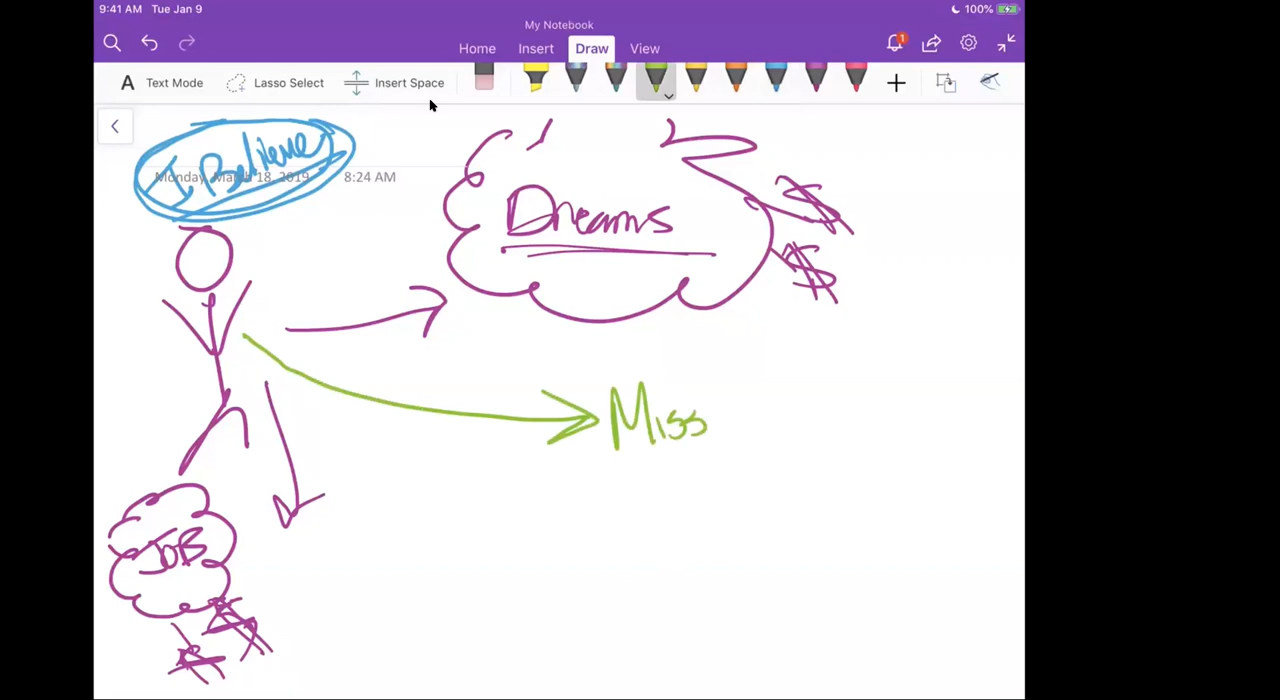 9:41 AM Tue Jan 9
100%
My Notebook
Home Insert Draw View
1
A Text Mode Lasso Select Insert Space
I Believe
Monday, March 18, 2019 8:24 AM
Dreams
$
$
Miss
JOB
$
$